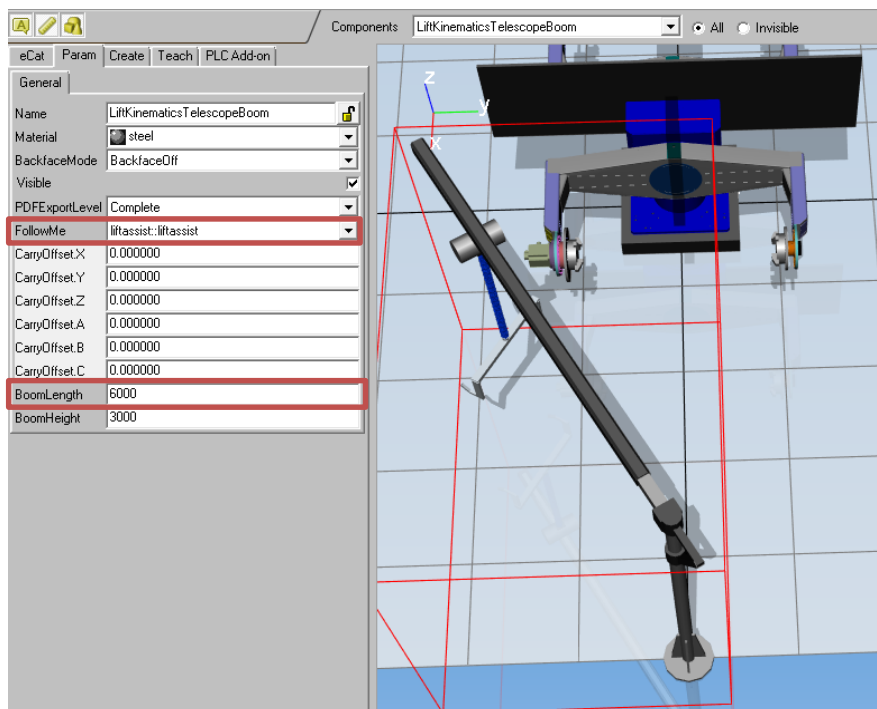 Components LiftKinematicsTelescopeBoom All Invisible
eCat Param Create Teach PLC Add-on
General
Name LiftKinematicsTelescopeBoom
Material steel
BackfaceMode BackfaceOff
Visible
PDFExportLevel Complete
FollowMe liftassist::liftassist
CarryOffset.X 0.000000
CarryOffset.Y 0.000000
CarryOffset.Z 0.000000
CarryOffset.A 0.000000
CarryOffset.B 0.000000
CarryOffset.C 0.000000
BoomLength 6000
BoomHeight 3000
z
y
x